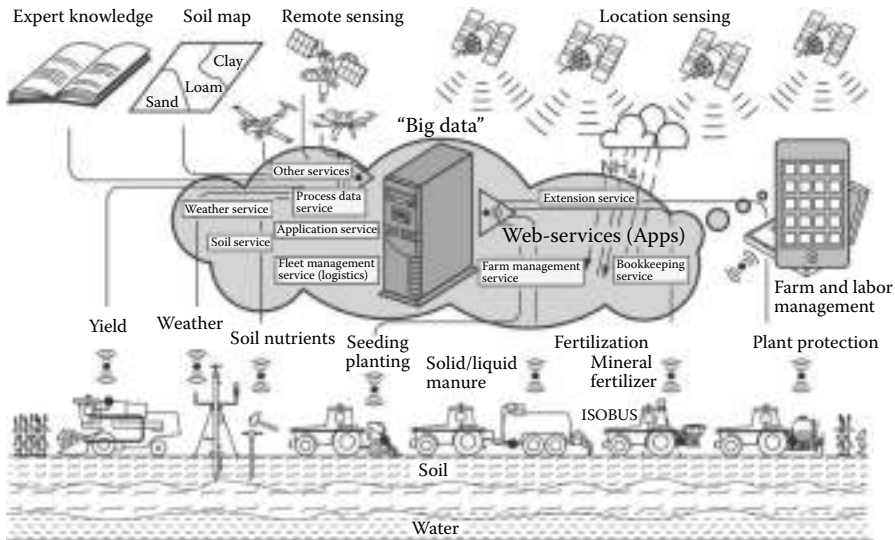 Expert knowledge
Soil map
Remote sensing
Location sensing
Clay
Loam
Sand
“Big data”
Other services
Process data
service
Weather service
Extension service
Application service
Soil service
Web-services (Apps)
Fleet management
service (logistics)
Farm management
service
Bookkeeping
service
Farm and labor
management
Yield
Weather
Soil nutrients
Seeding
planting
Solid/liquid
manure
Fertilization
Mineral
fertilizer
Plant protection
ISOBUS
Soil
Water